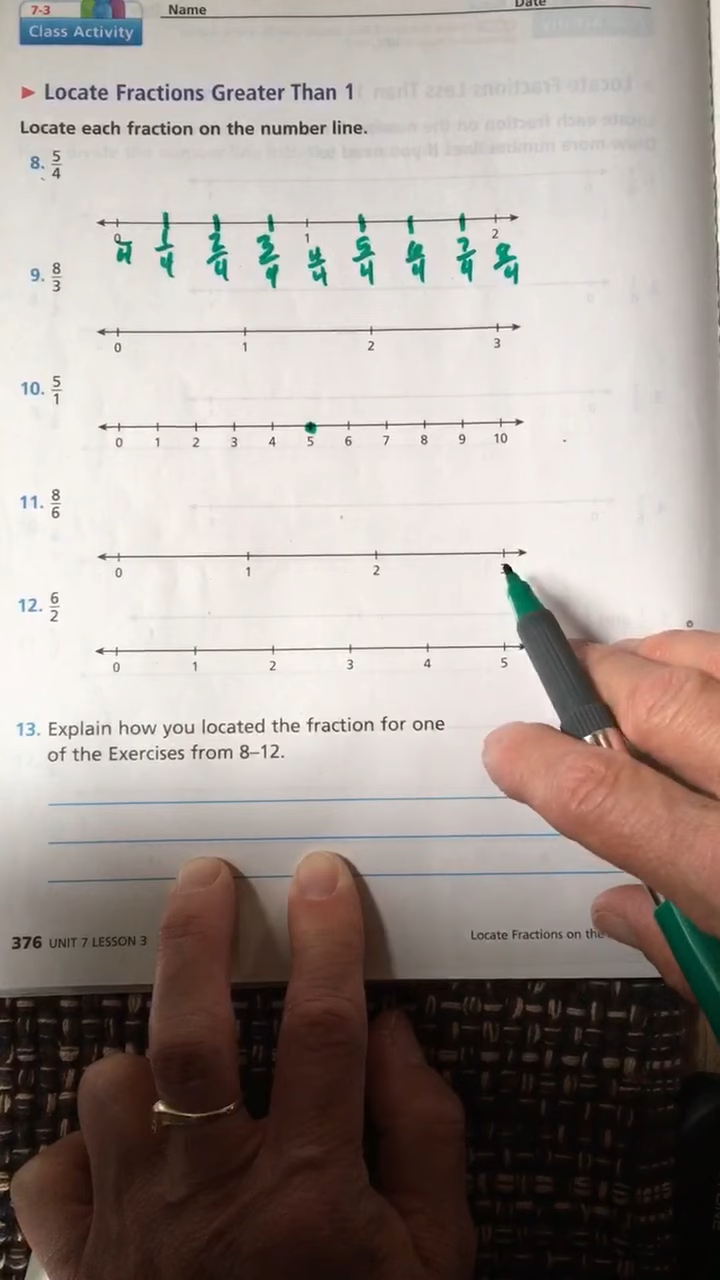 7-3
Name
Date
Class Activity
► Locate Fractions Greater Than 1
Locate each fraction on the number line.
8. 5/4
0 1 2
1/4 2/4 3/4 4/4 5/4 6/4 7/4 8/4
9. 8/3
0 1 2 3
10. 5/1
0 1 2 3 4 5 6 7 8 9 10
11. 8/6
0 1 2 3
12. 6/2
0 1 2 3 4 5
13. Explain how you located the fraction for one
of the Exercises from 8–12.
376 UNIT 7 LESSON 3
Locate Fractions on the